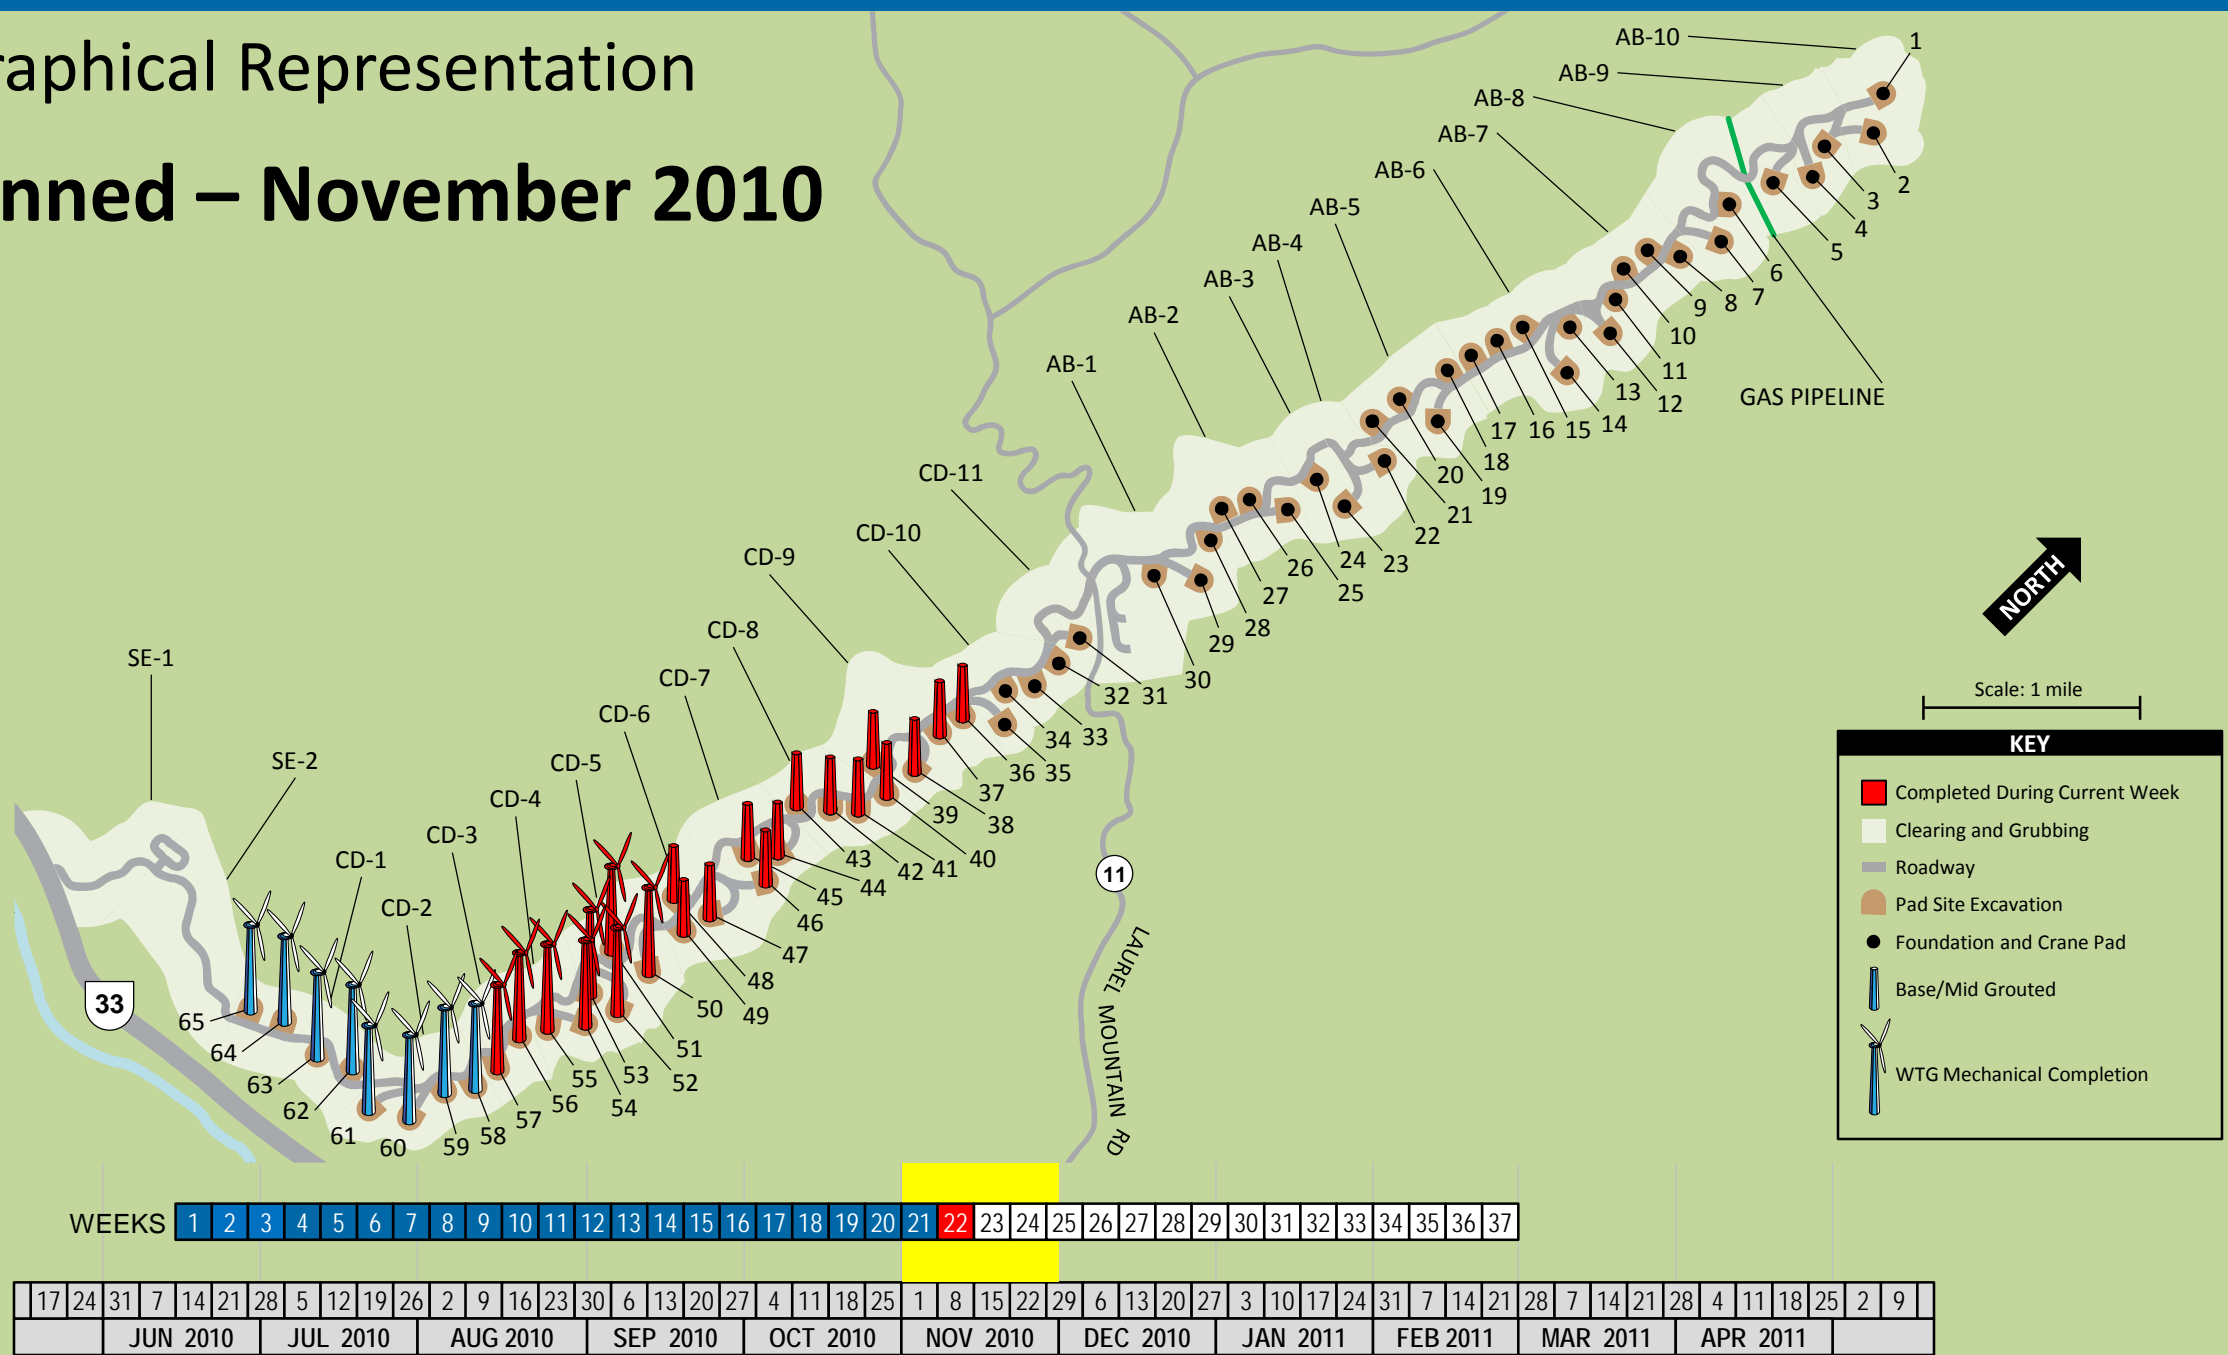 raphical Representation
nned – November 2010
AB-10
1
AB-9
AB-8
AB-7
AB-6
AB-5
AB-4
AB-3
AB-2
AB-1
2
3
4
5
6
7
8
9
10
11
12
13
14
15
16
17
18
19
20
21
22
23
24
25
26
27
28
29
30
31
32
33
34
35
36
37
38
39
40
41
42
43
44
45
46
47
48
49
50
51
52
53
54
55
56
57
58
59
60
61
62
63
64
65
GAS PIPELINE
CD-11
CD-10
CD-9
CD-8
CD-7
CD-6
CD-5
CD-4
CD-3
CD-2
CD-1
SE-2
SE-1
33
11
LAUREL MOUNTAIN RD
NORTH
Scale: 1 mile
KEY
Completed During Current Week
Clearing and Grubbing
Roadway
Pad Site Excavation
Foundation and Crane Pad
Base/Mid Grouted
WTG Mechanical Completion
WEEKS 1 2 3 4 5 6 7 8 9 10 11 12 13 14 15 16 17 18 19 20 21 22 23 24 25 26 27 28 29 30 31 32 33 34 35 36 37
17 24 31 7 14 21 28 5 12 19 26 2 9 16 23 30 6 13 20 27 4 11 18 25 1 8 15 22 29 6 13 20 27 3 10 17 24 31 7 14 21 28 7 14 21 28 4 11 18 25 2 9
JUN 2010 JUL 2010 AUG 2010 SEP 2010 OCT 2010 NOV 2010 DEC 2010 JAN 2011 FEB 2011 MAR 2011 APR 2011